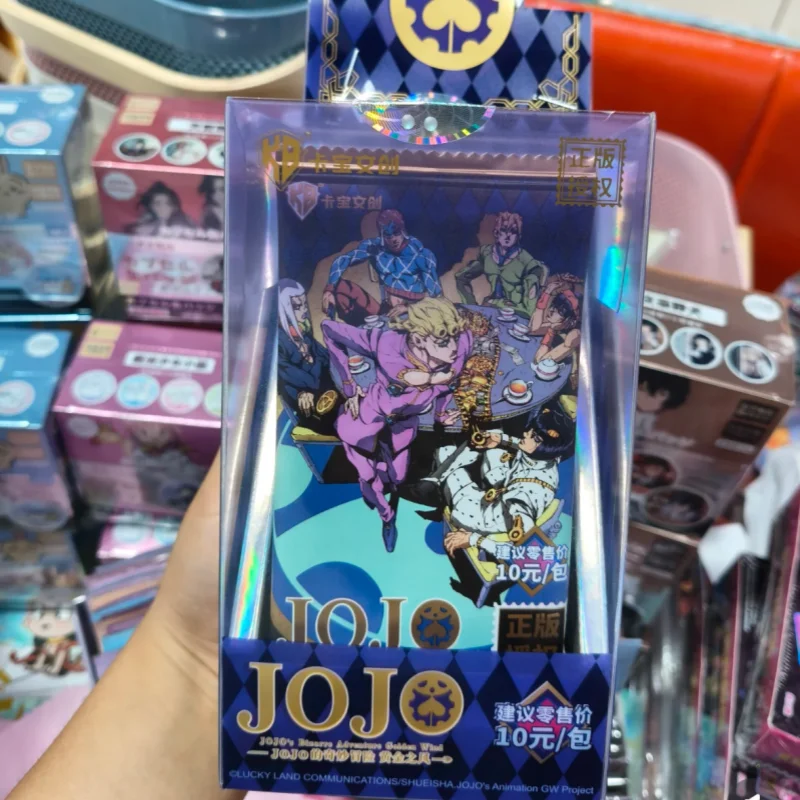 KB 卡宝文创
正版
授权
卡宝文创
建议零售价
10元/包
JOJO
正版
JOJO
JOJO's Bizarre Adventure Golden Wind
JOJO的奇妙冒险 黄金之风
建议零售价
10元/包
©LUCKY LAND COMMUNICATIONS/SHUEISHA,JOJO's Animation GW Project